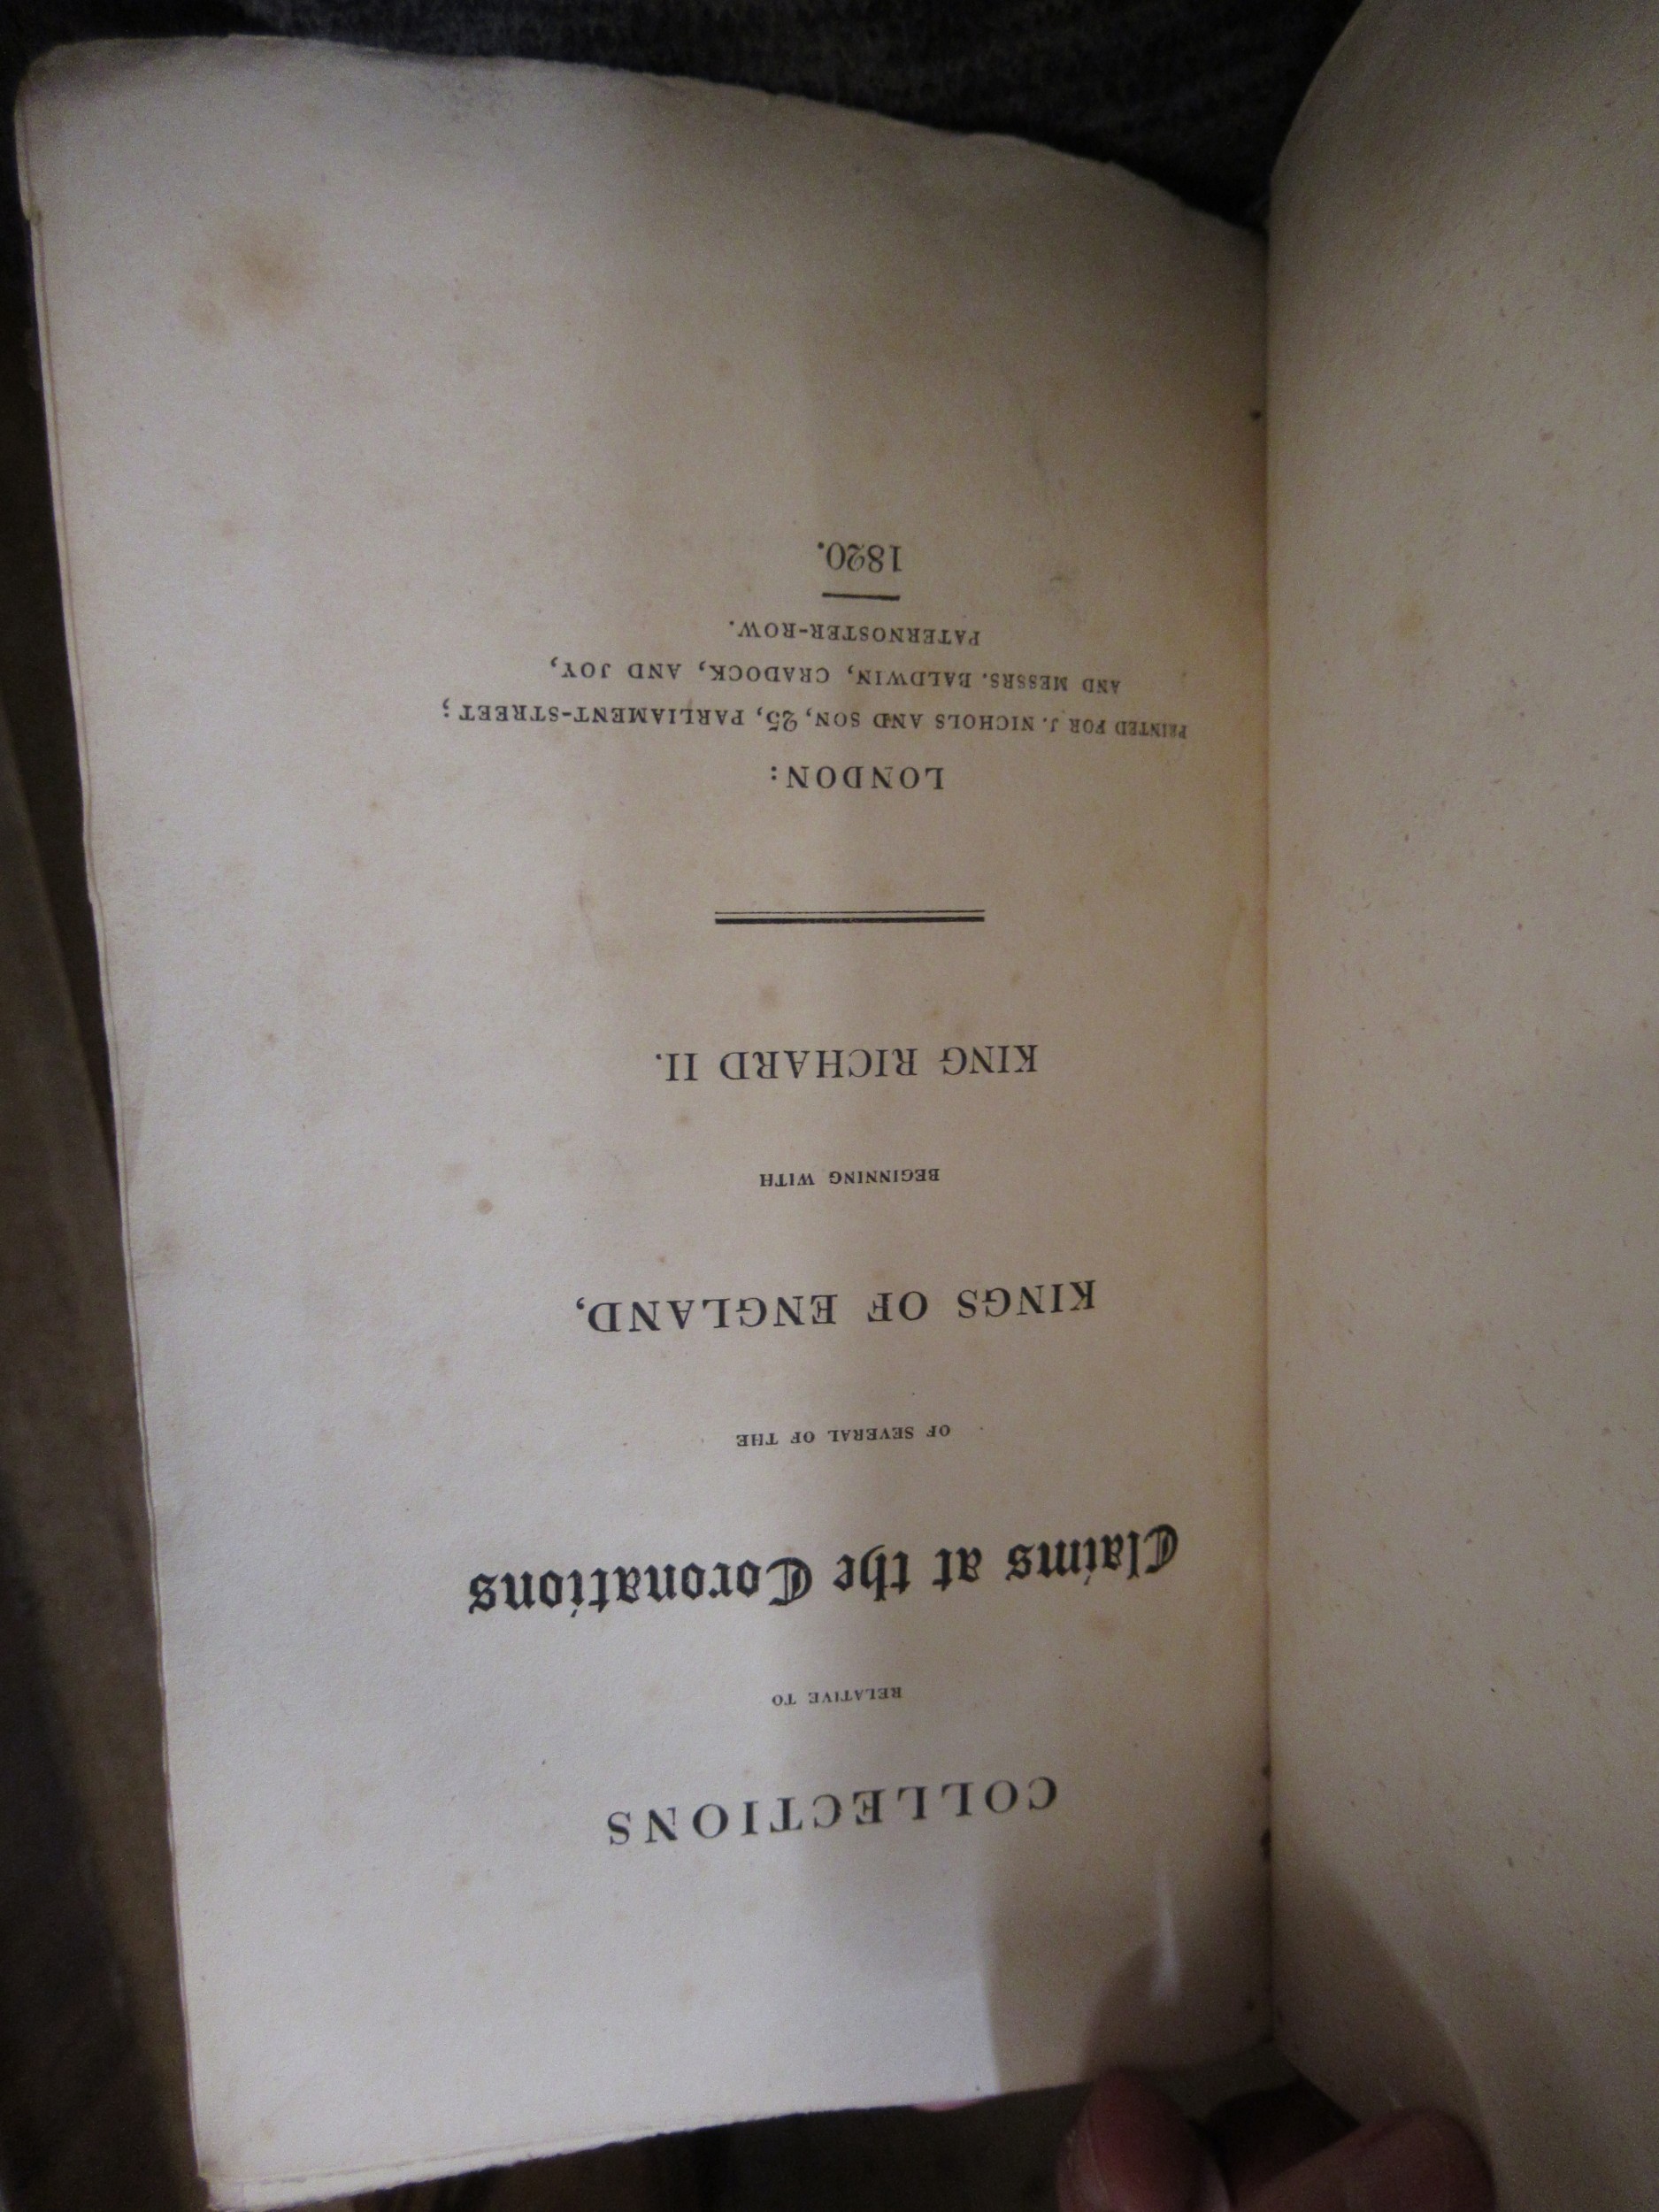 COLLECTIONS
RELATIVE TO
Claims at the Coronations
OF SEVERAL OF THE
KINGS OF ENGLAND,
BEGINNING WITH
KING RICHARD II.
LONDON:
PRINTED FOR J. NICHOLS AND SON, 25, PARLIAMENT-STREET;
AND MESSRS. BALDWIN, CRADOCK, AND JOY,
PATERNOSTER-ROW.
1820.